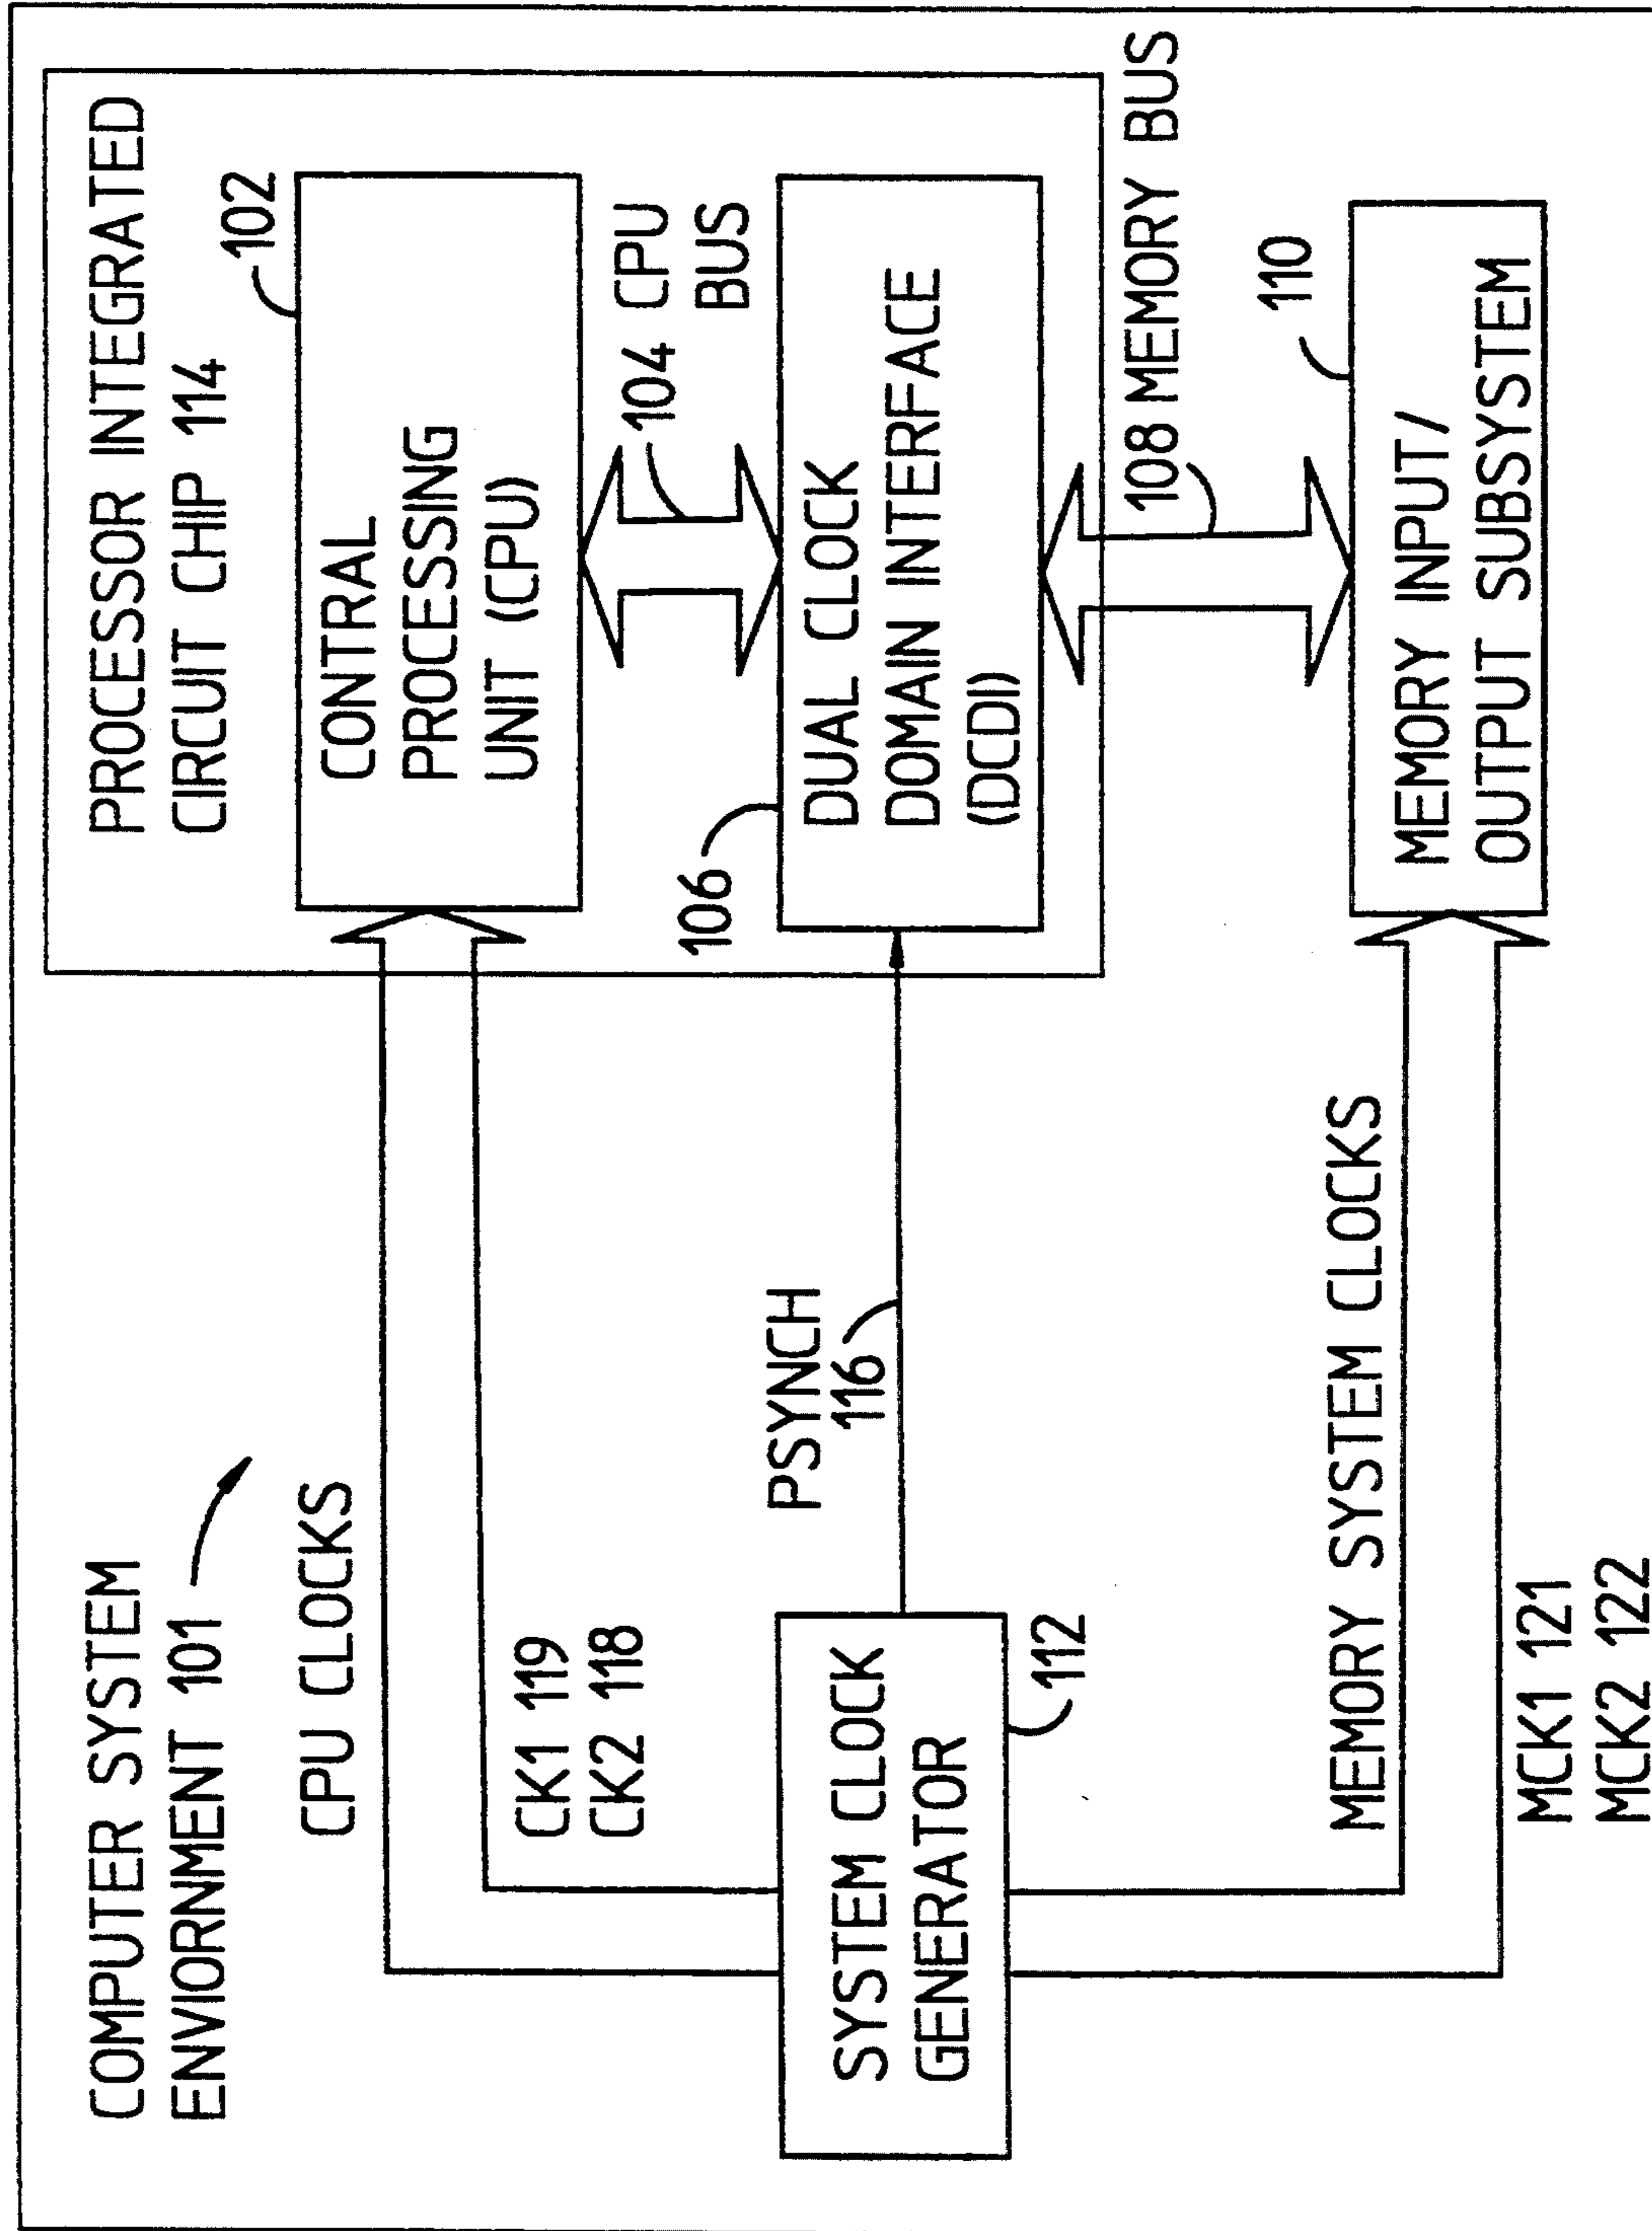 COMPUTER SYSTEM
ENVIORNMENT 101
PROCESSOR INTEGRATED
CIRCUIT CHIP 114
CPU CLOCKS
102
CONTRAL
PROCESSING
UNIT (CPU)
CK1 119
CK2 118
104 CPU
BUS
106
PSYNCH
116
DUAL CLOCK
DOMAIN INTERFACE
(DCDI)
SYSTEM CLOCK
GENERATOR
112
108 MEMORY BUS
110
MEMORY SYSTEM CLOCKS
MEMORY INPUT/
OUTPUT SUBSYSTEM
MCK1 121
MCK2 122